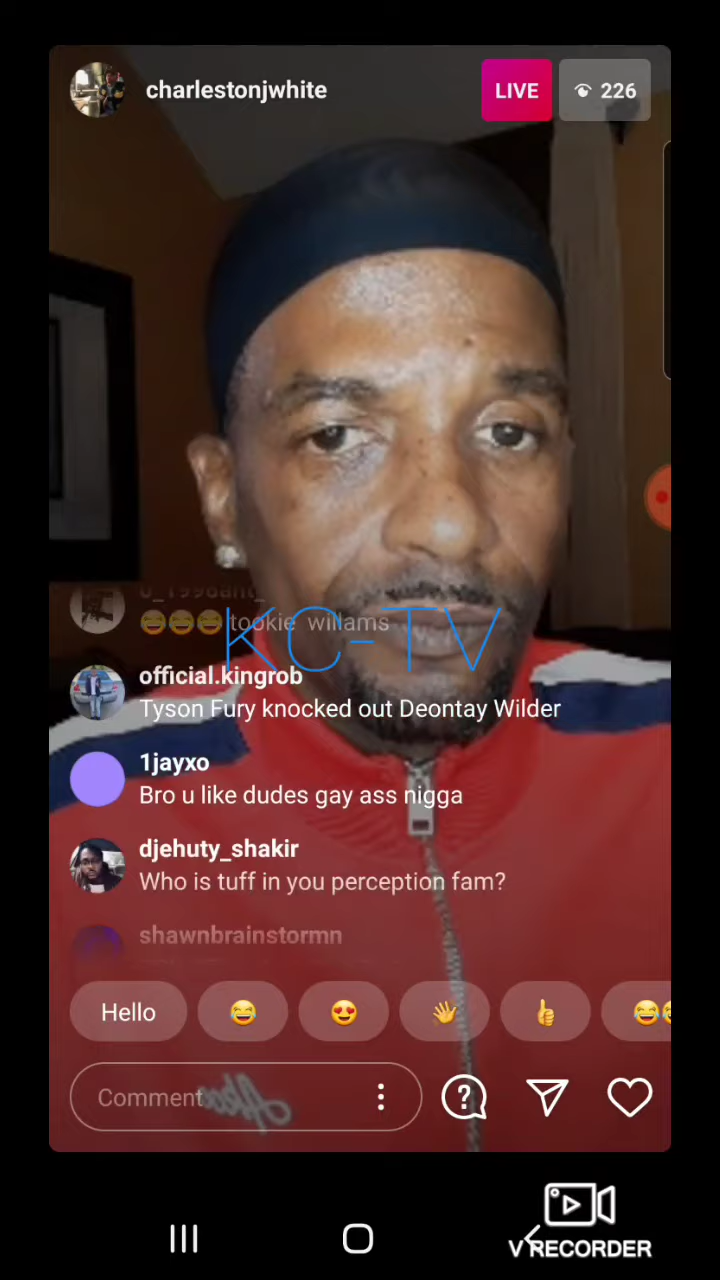 charlestonjwhite
LIVE
226
😂😂😂 tookie willams
KC-TV
official.kingrob
Tyson Fury knocked out Deontay Wilder
1jayxo
Bro u like dudes gay ass nigga
djehuty_shakir
Who is tuff in you perception fam?
shawnbrainstormn
Hello
Comment
V RECORDER